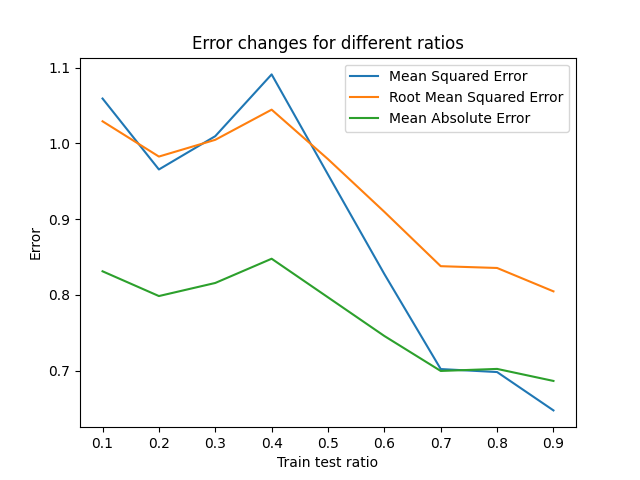 Error changes for different ratios
Mean Squared Error
Root Mean Squared Error
Mean Absolute Error
1.1
1.0
0.9
0.8
0.7
Error
0.1 0.2 0.3 0.4 0.5 0.6 0.7 0.8 0.9
Train test ratio